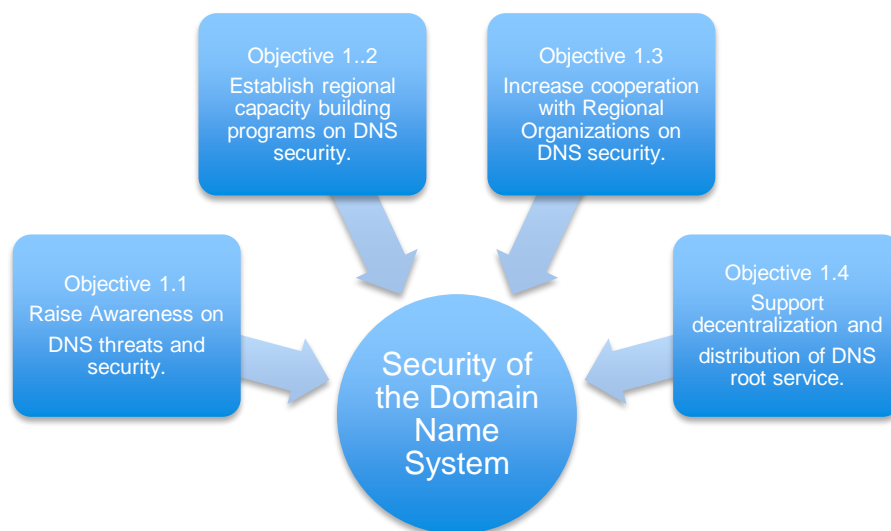 Objective 1.1
Raise Awareness on
DNS threats and
security.
Objective 1..2
Establish regional
capacity building
programs on DNS
security.
Objective 1.3
Increase cooperation
with Regional
Organizations on
DNS security.
Objective 1.4
Support
decentralization and
distribution of DNS
root service.
Security of
the Domain
Name
System